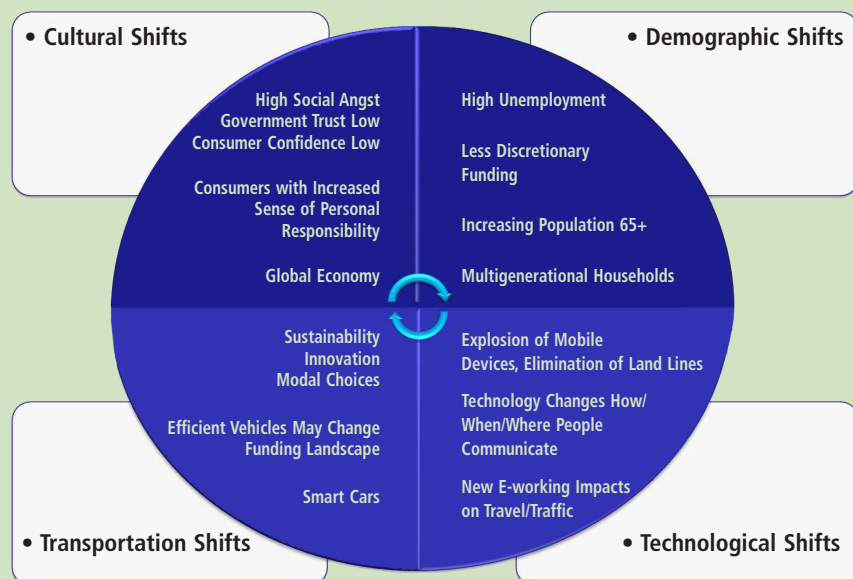 • Cultural Shifts
High Social Angst
Government Trust Low
Consumer Confidence Low
Consumers with Increased
Sense of Personal
Responsibility
Global Economy
• Demographic Shifts
High Unemployment
Less Discretionary
Funding
Increasing Population 65+
Multigenerational Households
Sustainability
Innovation
Modal Choices
Efficient Vehicles May Change
Funding Landscape
Smart Cars
• Transportation Shifts
Explosion of Mobile
Devices, Elimination of Land Lines
Technology Changes How/
When/Where People
Communicate
New E-working Impacts
on Travel/Traffic
• Technological Shifts